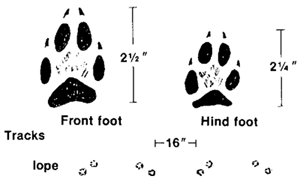 2½″
2¼″
Front foot
Hind foot
Tracks
16″
lope